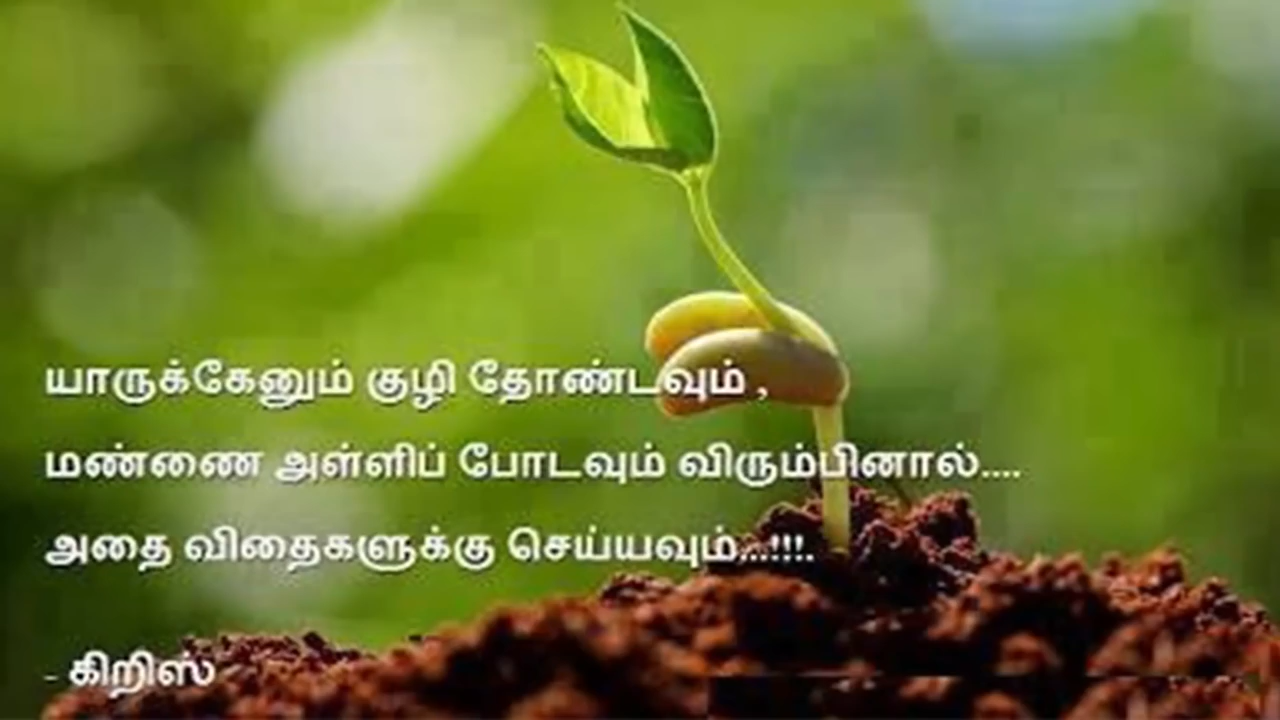 யாருக்கேனும் குழி தோண்டவும் ,
மண்ணை அள்ளிப் போடவும் விரும்பினால்....
அதை விதைகளுக்கு செய்யவும்,..!!!.
- கிறிஸ்